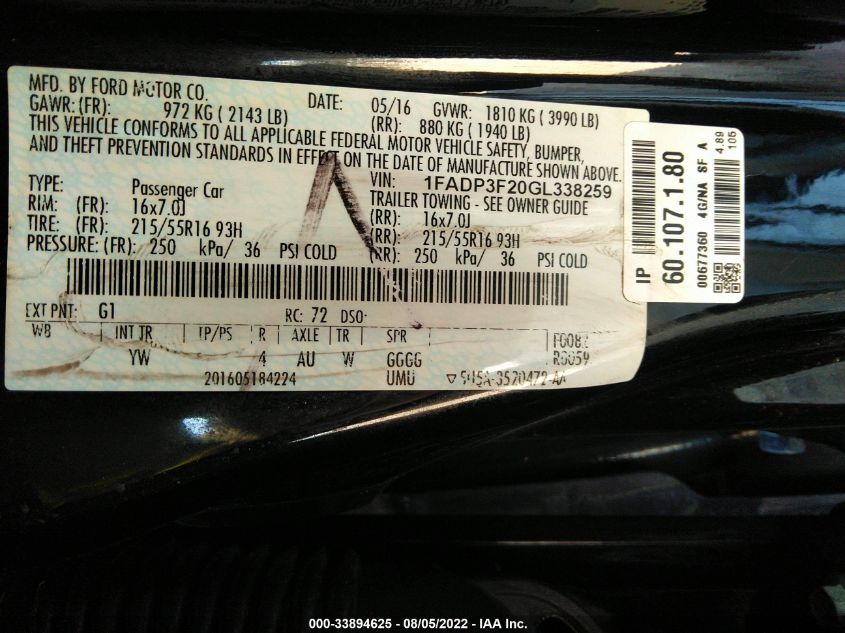 MFD. BY FORD MOTOR CO.
DATE: 05/16 GVWR: 1810 KG ( 3990 LB)
GAWR: (FR): 972 KG ( 2143 LB) (RR): 880 KG ( 1940 LB)
THIS VEHICLE CONFORMS TO ALL APPLICABLE FEDERAL MOTOR VEHICLE SAFETY, BUMPER,
AND THEFT PREVENTION STANDARDS IN EFFECT ON THE DATE OF MANUFACTURE SHOWN ABOVE.
VIN: 1FADP3F20GL338259
TYPE: Passenger Car TRAILER TOWING - SEE OWNER GUIDE
RIM: (FR): 16x7.0J (RR): 16x7.0J
TIRE: (FR): 215/55R16 93H (RR): 215/55R16 93H
PRESSURE: (FR): 250 kPa/ 36 PSI COLD (RR): 250 kPa/ 36 PSI COLD
EXT PNT: G1 RC: 72 DSO:
WB INT TR TP/PS R AXLE TR SPR
YW 4 AU W GGGG R0059
201605184224 UMU
IP 60.107.1.80
00677360 4G/NA SF A
4.89
105
000-33894625 - 08/05/2022 - IAA Inc.